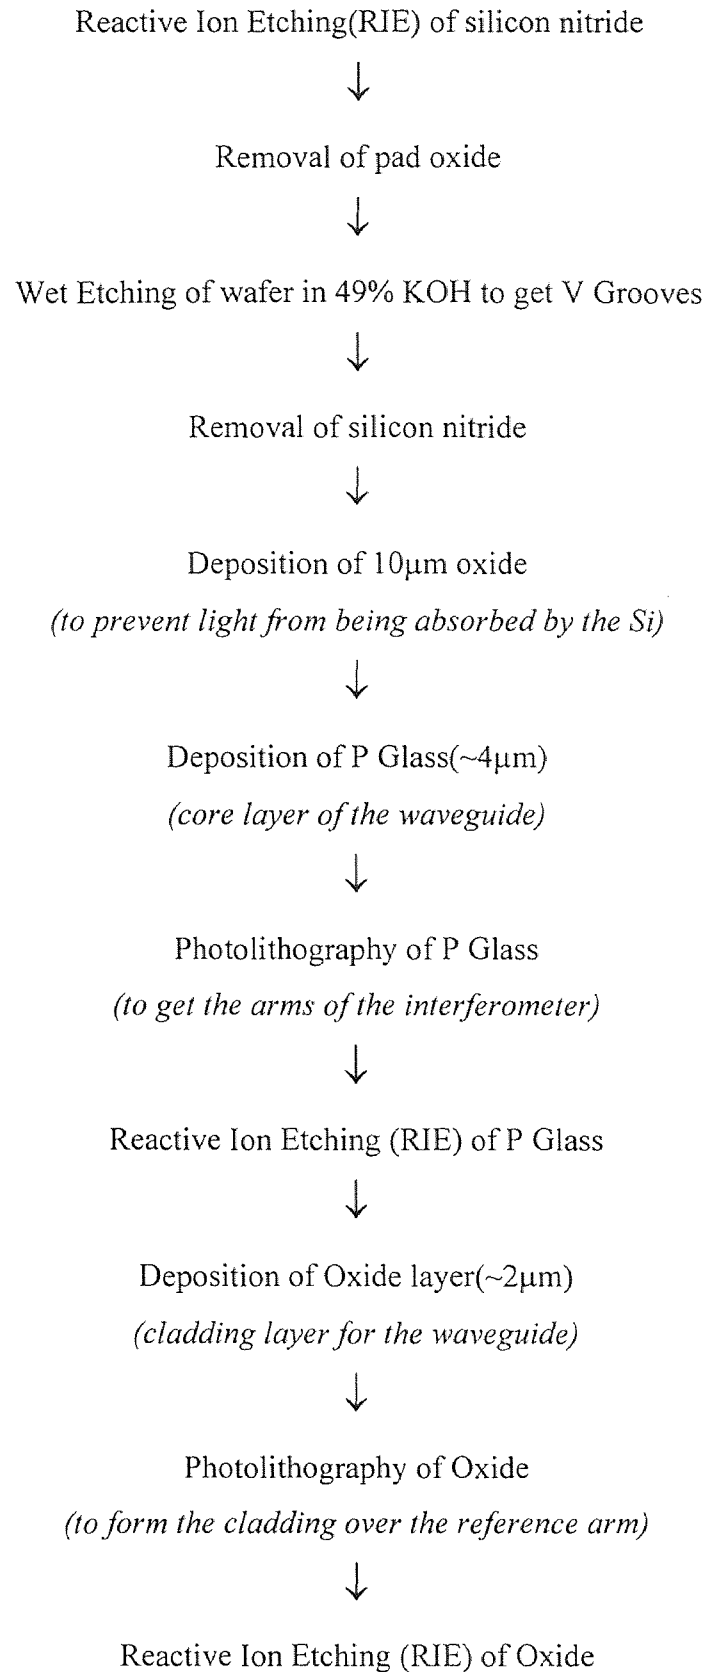 Reactive Ion Etching(RIE) of silicon nitride
↓
Removal of pad oxide
↓
Wet Etching of wafer in 49% KOH to get V Grooves
↓
Removal of silicon nitride
↓
Deposition of 10μm oxide
(to prevent light from being absorbed by the Si)
↓
Deposition of P Glass(~4μm)
(core layer of the waveguide)
↓
Photolithography of P Glass
(to get the arms of the interferometer)
↓
Reactive Ion Etching (RIE) of P Glass
↓
Deposition of Oxide layer(~2μm)
(cladding layer for the waveguide)
↓
Photolithography of Oxide
(to form the cladding over the reference arm)
↓
Reactive Ion Etching (RIE) of Oxide